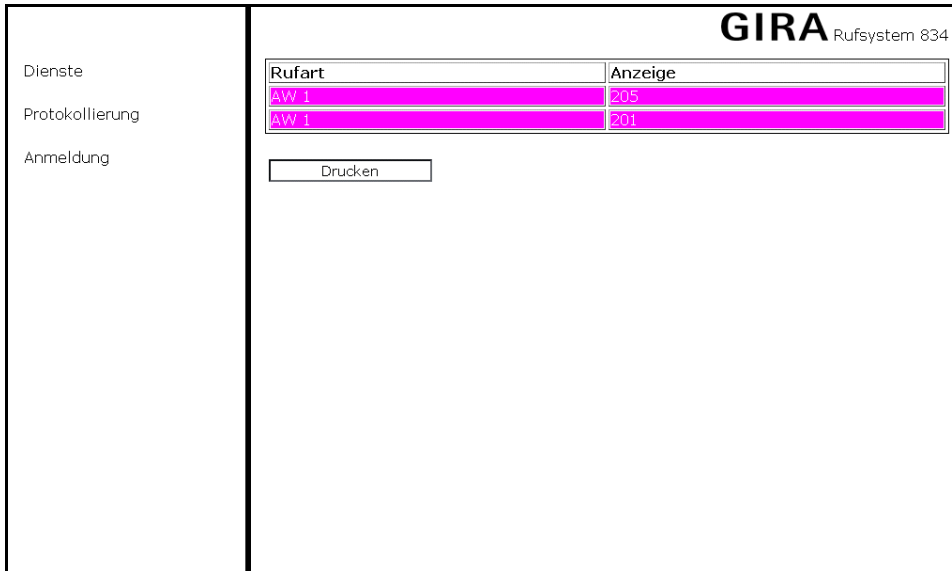 GIRA Rufsystem 834
Dienste
Protokollierung
Anmeldung
Rufart Anzeige
AW 1 205
AW 1 201
Drucken